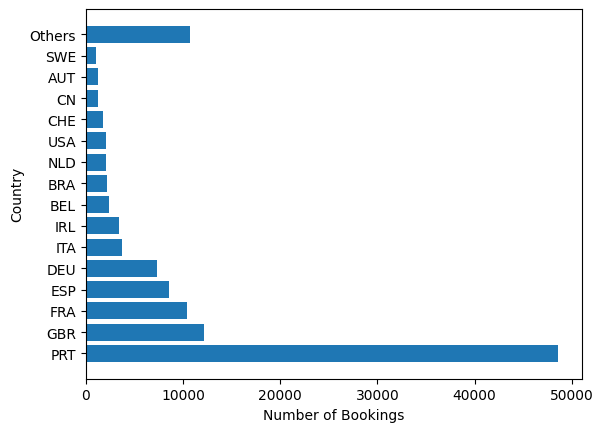 Others
SWE
AUT
CN
CHE
USA
NLD
BRA
BEL
IRL
ITA
DEU
ESP
FRA
GBR
PRT
Country
0 10000 20000 30000 40000 50000
Number of Bookings